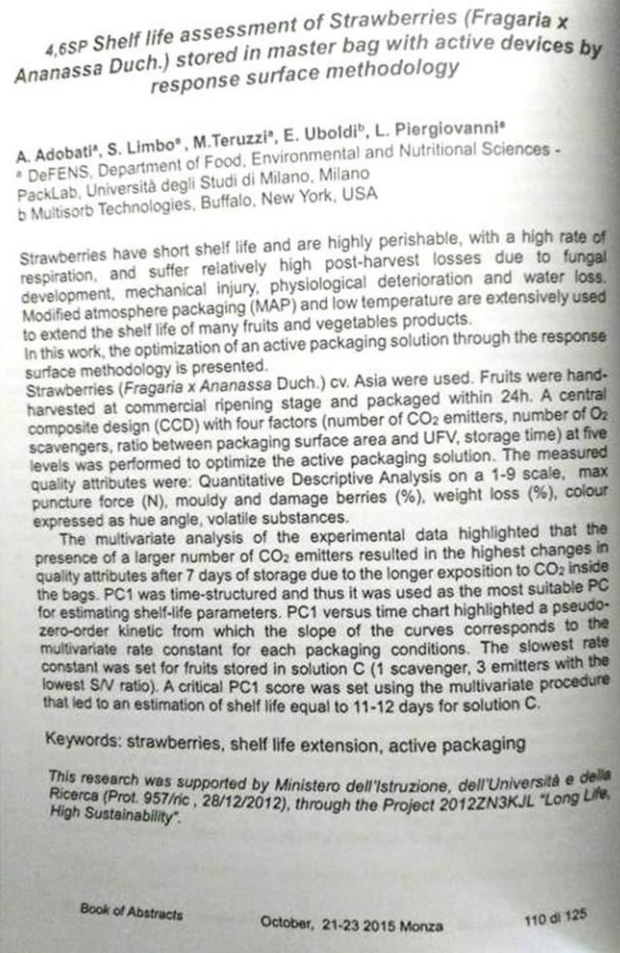 4,6SP Shelf life assessment of Strawberries (Fragaria x
Ananassa Duch.) stored in master bag with active devices by
response surface methodology
A. Adobatiª, S. Limboª, M.Teruzziª, E. Uboldiᵇ, L. Piergiovanniª
ª DeFENS, Department of Food, Environmental and Nutritional Sciences -
PackLab, Università degli Studi di Milano, Milano
b Multisorb Technologies, Buffalo, New York, USA
Strawberries have short shelf life and are highly perishable, with a high rate of
respiration, and suffer relatively high post-harvest losses due to fungal
development, mechanical injury, physiological deterioration and water loss.
Modified atmosphere packaging (MAP) and low temperature are extensively used
to extend the shelf life of many fruits and vegetables products.
In this work, the optimization of an active packaging solution through the response
surface methodology is presented.
Strawberries (Fragaria x Ananassa Duch.) cv. Asia were used. Fruits were hand-
harvested at commercial ripening stage and packaged within 24h. A central
composite design (CCD) with four factors (number of CO₂ emitters, number of O₂
scavengers, ratio between packaging surface area and UFV, storage time) at five
levels was performed to optimize the active packaging solution. The measured
quality attributes were: Quantitative Descriptive Analysis on a 1-9 scale, max
puncture force (N), mouldy and damage berries (%), weight loss (%), colour
expressed as hue angle, volatile substances.
The multivariate analysis of the experimental data highlighted that the
presence of a larger number of CO₂ emitters resulted in the highest changes in
quality attributes after 7 days of storage due to the longer exposition to CO₂ inside
the bags. PC1 was time-structured and thus it was used as the most suitable PC
for estimating shelf-life parameters. PC1 versus time chart highlighted a pseudo-
zero-order kinetic from which the slope of the curves corresponds to the
multivariate rate constant for each packaging conditions. The slowest rate
constant was set for fruits stored in solution C (1 scavenger, 3 emitters with the
lowest S/V ratio). A critical PC1 score was set using the multivariate procedure
that led to an estimation of shelf life equal to 11-12 days for solution C.
Keywords: strawberries, shelf life extension, active packaging
This research was supported by Ministero dell'Istruzione, dell'Università e della
Ricerca (Prot. 957/ric , 28/12/2012), through the Project 2012ZN3KJL "Long Life,
High Sustainability".
Book of Abstracts
October, 21-23 2015 Monza
110 di 125